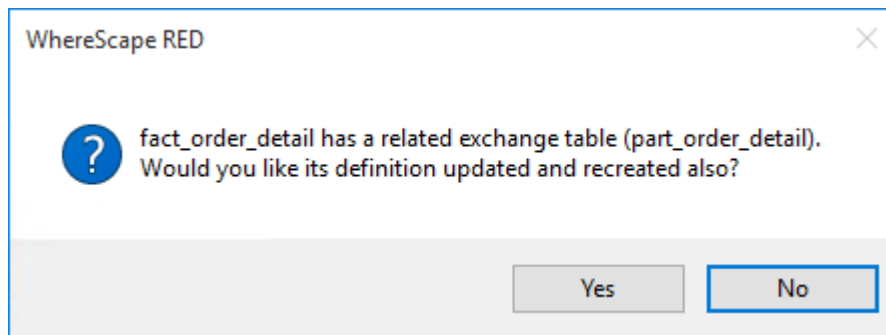 WhereScape RED
fact_order_detail has a related exchange table (part_order_detail).
Would you like its definition updated and recreated also?
Yes
No